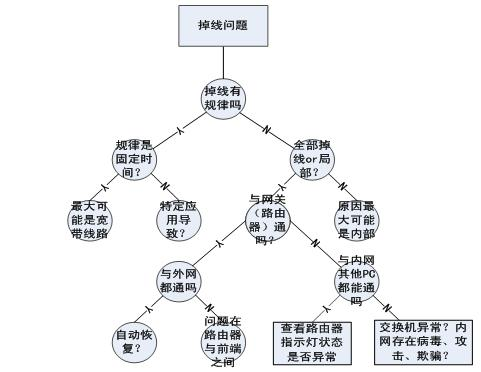 掉线问题
掉线有
规律吗
Y
N
规律是
固定时
间？
全部掉
线or局
部？
Y
N
Y
N
最大可
能是宽
带线路
特定应
用导
致？
与网关
（路由
器）通
吗？
原因最
大可能
是内部
Y
N
与外网
都通吗
与内网
其他PC
都能通
吗
Y
N
Y
N
自动恢
复？
问题在
路由器
与前端
之间
查看路由器
指示灯状态
是否异常
交换机异常？内
网存在病毒、攻
击、欺骗？